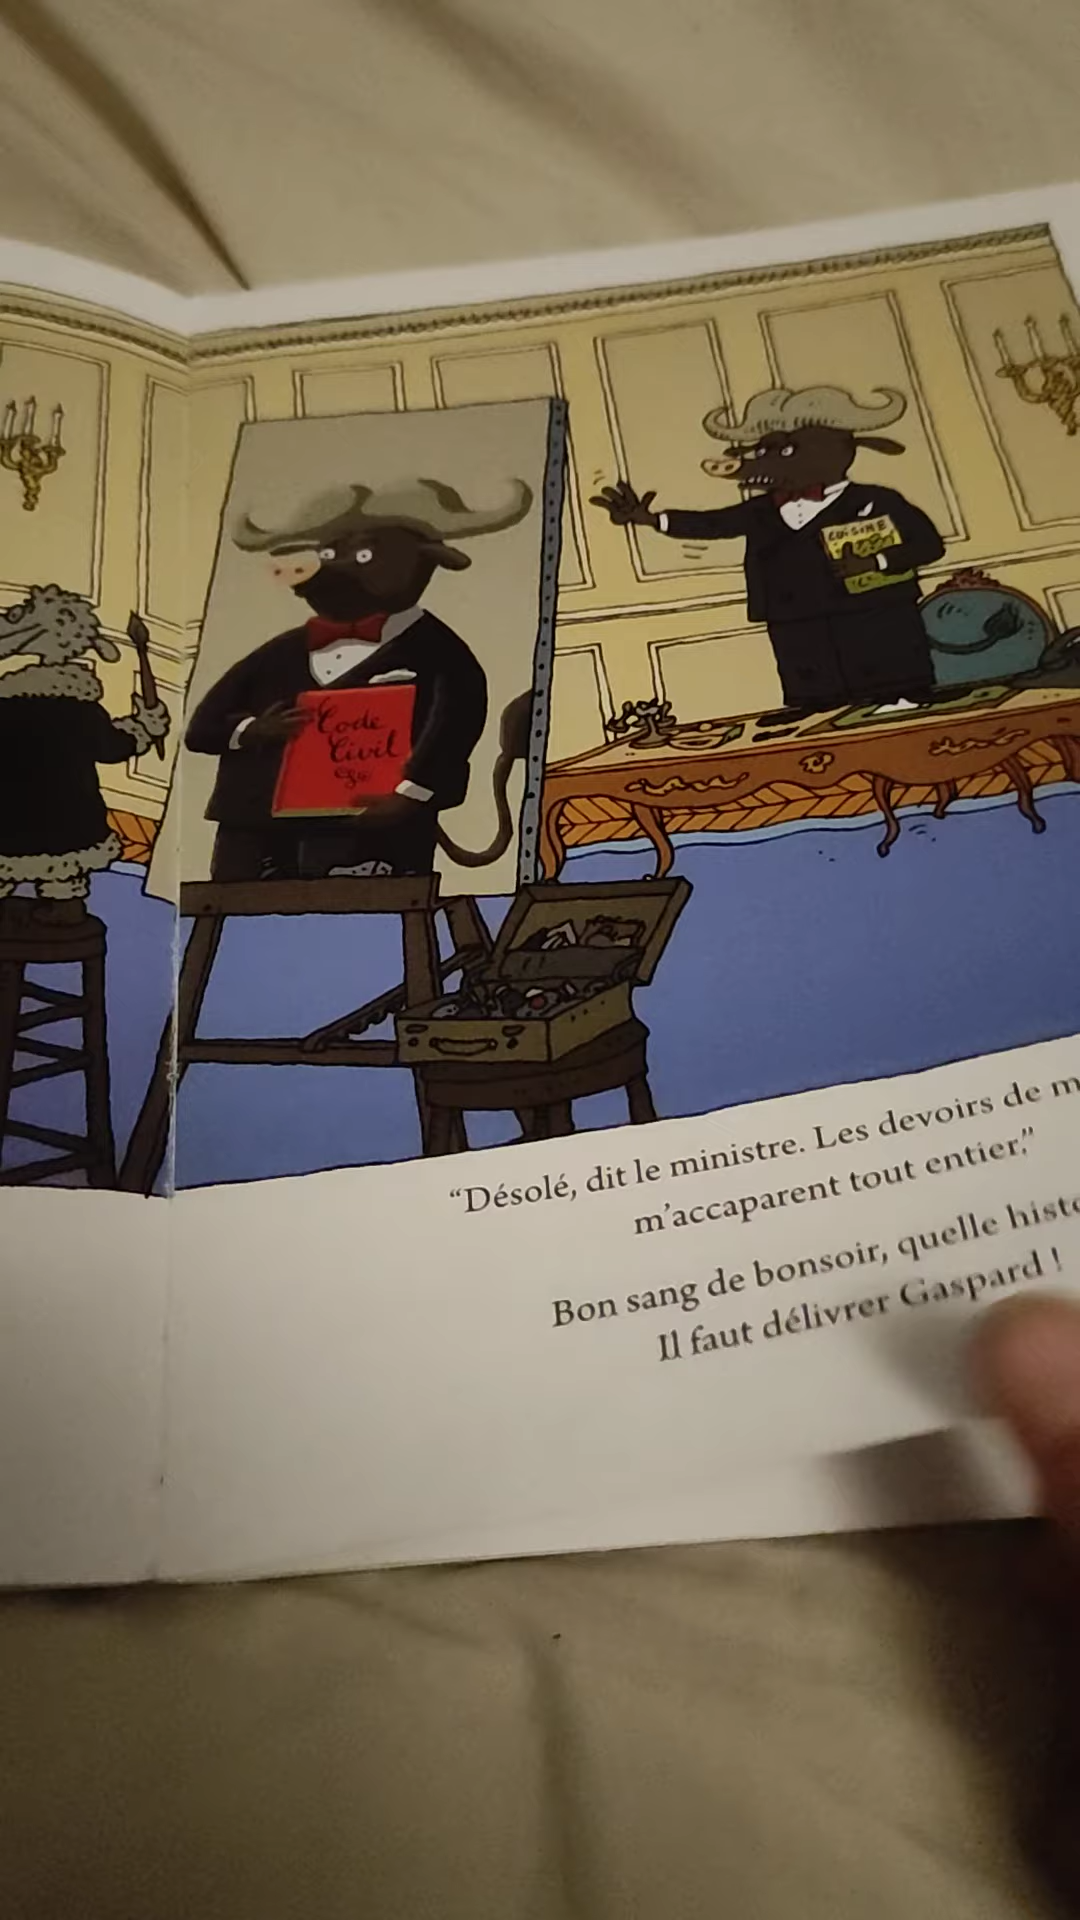 CUISINE
Code
Civil
“Désolé, dit le ministre. Les devoirs de
m’accaparent tout entier.”
Bon sang de bonsoir, quelle
Il faut délivrer Gaspard !